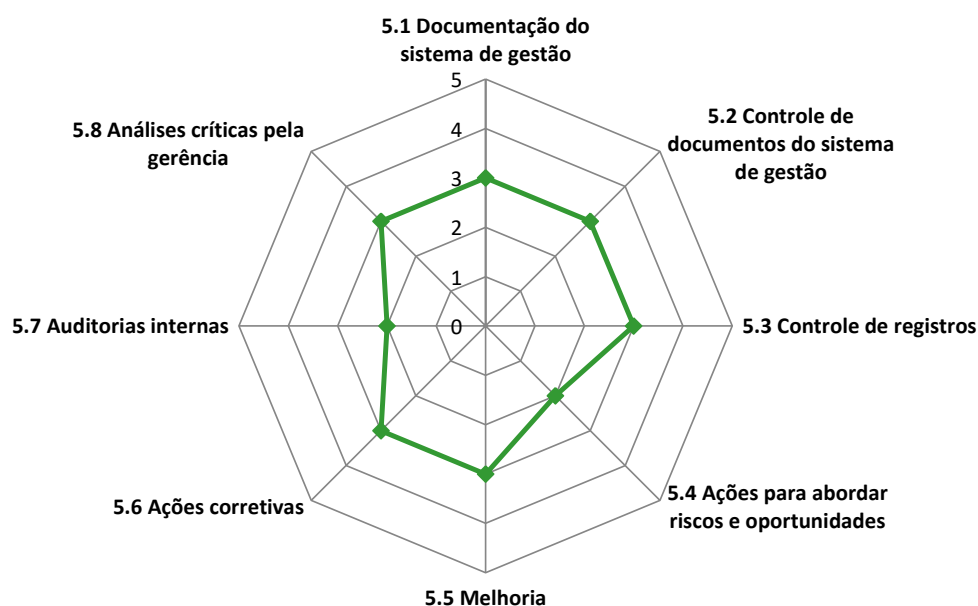 5.1 Documentação do
sistema de gestão
5
4
3
2
1
0
5.2 Controle de
documentos do sistema
de gestão
5.3 Controle de registros
5.4 Ações para abordar
riscos e oportunidades
5.5 Melhoria
5.6 Ações corretivas
5.7 Auditorias internas
5.8 Análises críticas pela
gerência